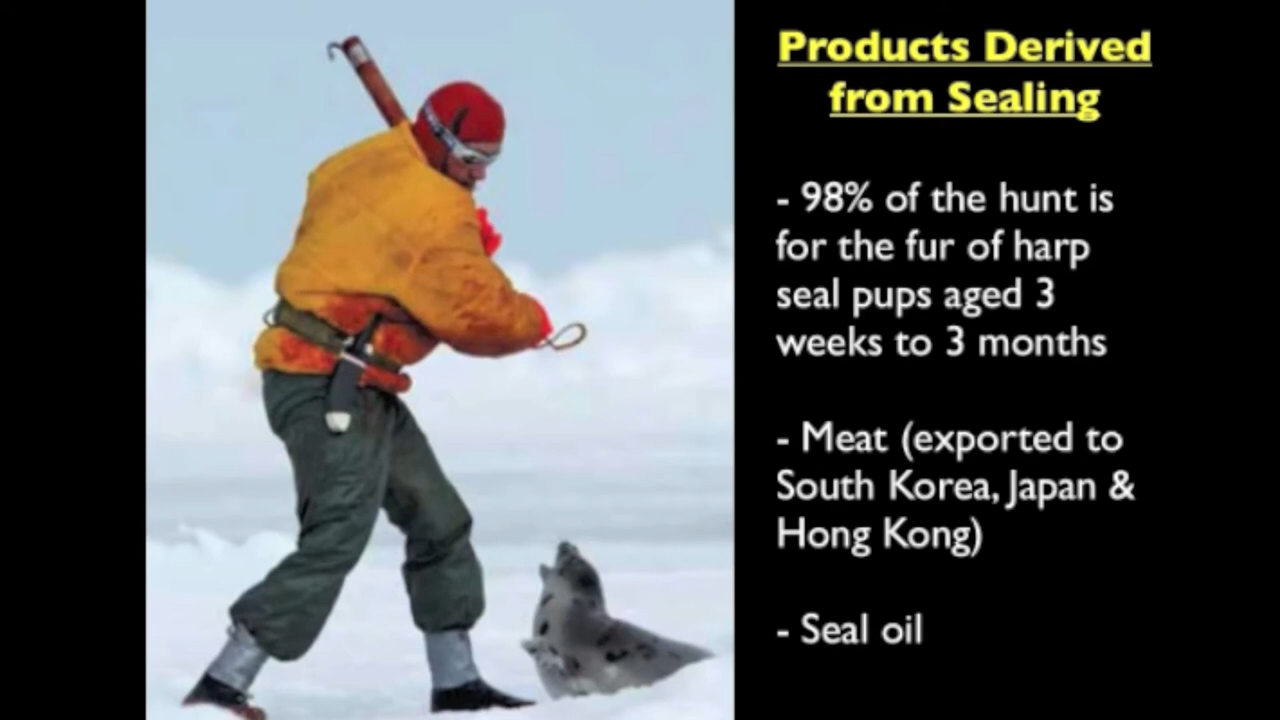 Products Derived
from Sealing
- 98% of the hunt is
for the fur of harp
seal pups aged 3
weeks to 3 months
- Meat (exported to
South Korea, Japan &
Hong Kong)
- Seal oil